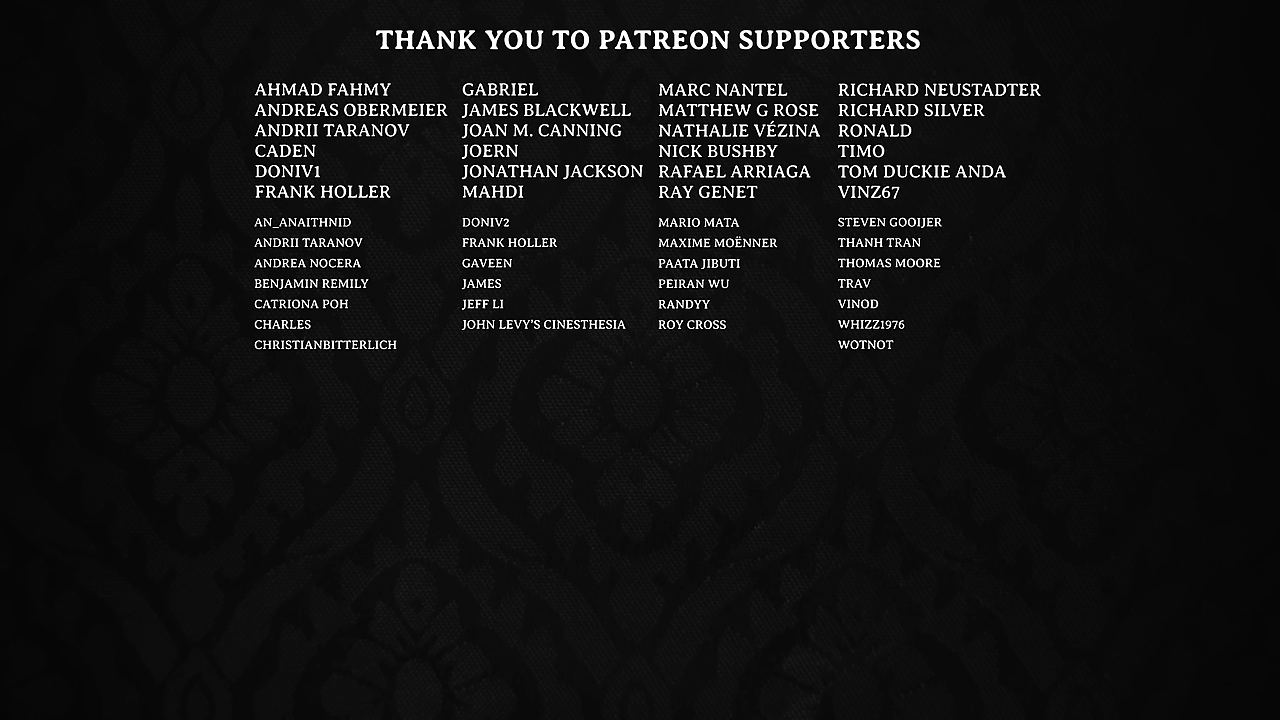 THANK YOU TO PATREON SUPPORTERS
AHMAD FAHMY GABRIEL MARC NANTEL RICHARD NEUSTADTER
ANDREAS OBERMEIER JAMES BLACKWELL MATTHEW G ROSE RICHARD SILVER
ANDRII TARANOV JOAN M. CANNING NATHALIE VÉZINA RONALD
CADEN JOERN NICK BUSHBY TIMO
DONIV1 JONATHAN JACKSON RAFAEL ARRIAGA TOM DUCKIE ANDA
FRANK HOLLER MAHDI RAY GENET VINZ67
AN_ANAITHNID DONIV2 MARIO MATA STEVEN GOOIJER
ANDRII TARANOV FRANK HOLLER MAXIME MOËNNER THANH TRAN
ANDREA NOCERA GAVEEN PAATA JIBUTI THOMAS MOORE
BENJAMIN REMILY JAMES PEIRAN WU TRAV
CATRIONA POH JEFF LI RANDYY VINOD
CHARLES JOHN LEVY'S CINESTHESIA ROY CROSS WHIZZ1976
CHRISTIANBITTERLICH WOTNOT